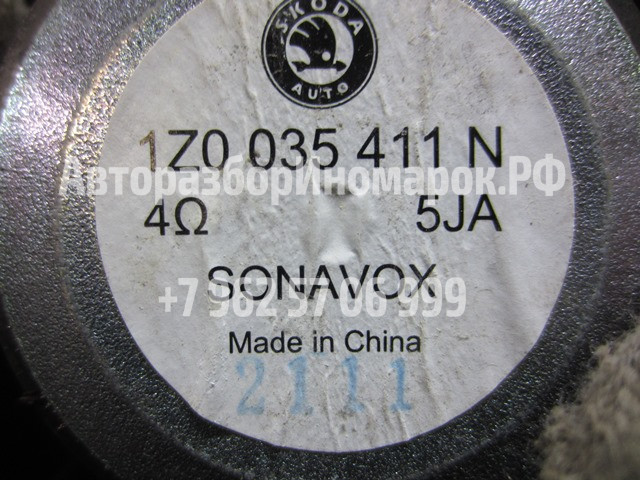 ŠKODA
AUTO
1Z0 035 411 N
АвторазборИномарок.РФ
4Ω 5JA
SONAVOX
+7 962 57 06 999
Made in China
2111